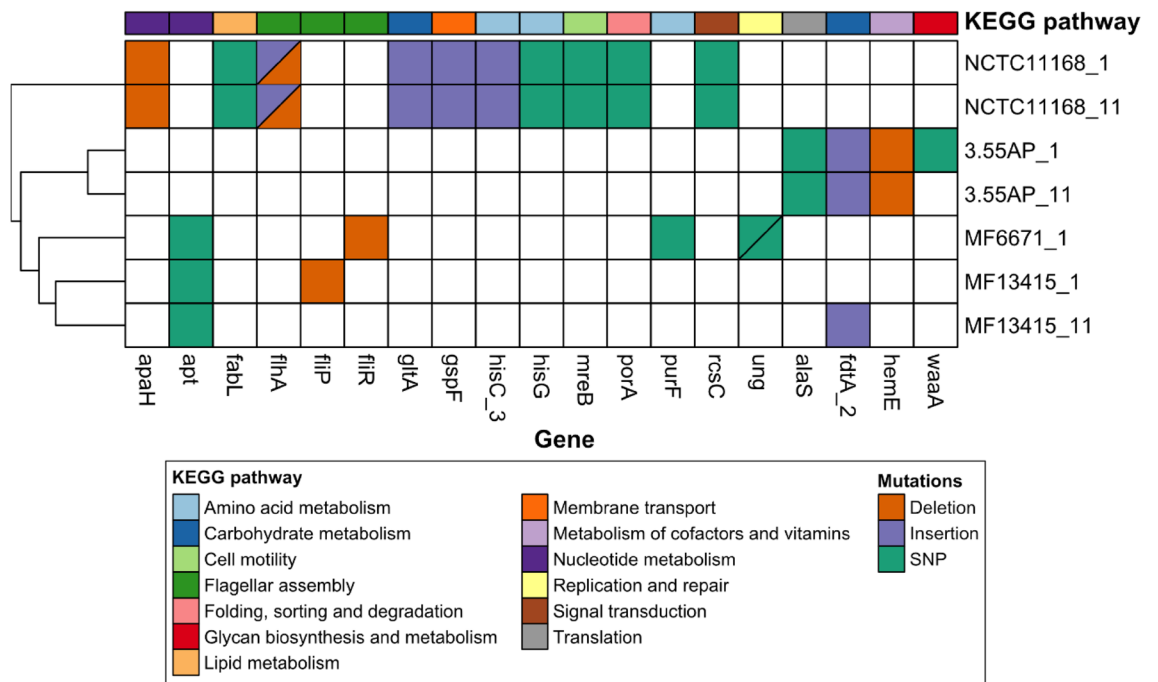 KEGG pathway
NCTC11168_1
NCTC11168_11
3.55AP_1
3.55AP_11
MF6671_1
MF13415_1
MF13415_11
apaH
apt
fabL
flhA
fliP
fliR
gltA
gspF
hisC_3
hisG
mreB
porA
purF
rcsC
ung
alaS
fdtA_2
hemE
waaA
Gene
KEGG pathway
Amino acid metabolism
Carbohydrate metabolism
Cell motility
Flagellar assembly
Folding, sorting and degradation
Glycan biosynthesis and metabolism
Lipid metabolism
Membrane transport
Metabolism of cofactors and vitamins
Nucleotide metabolism
Replication and repair
Signal transduction
Translation
Mutations
Deletion
Insertion
SNP